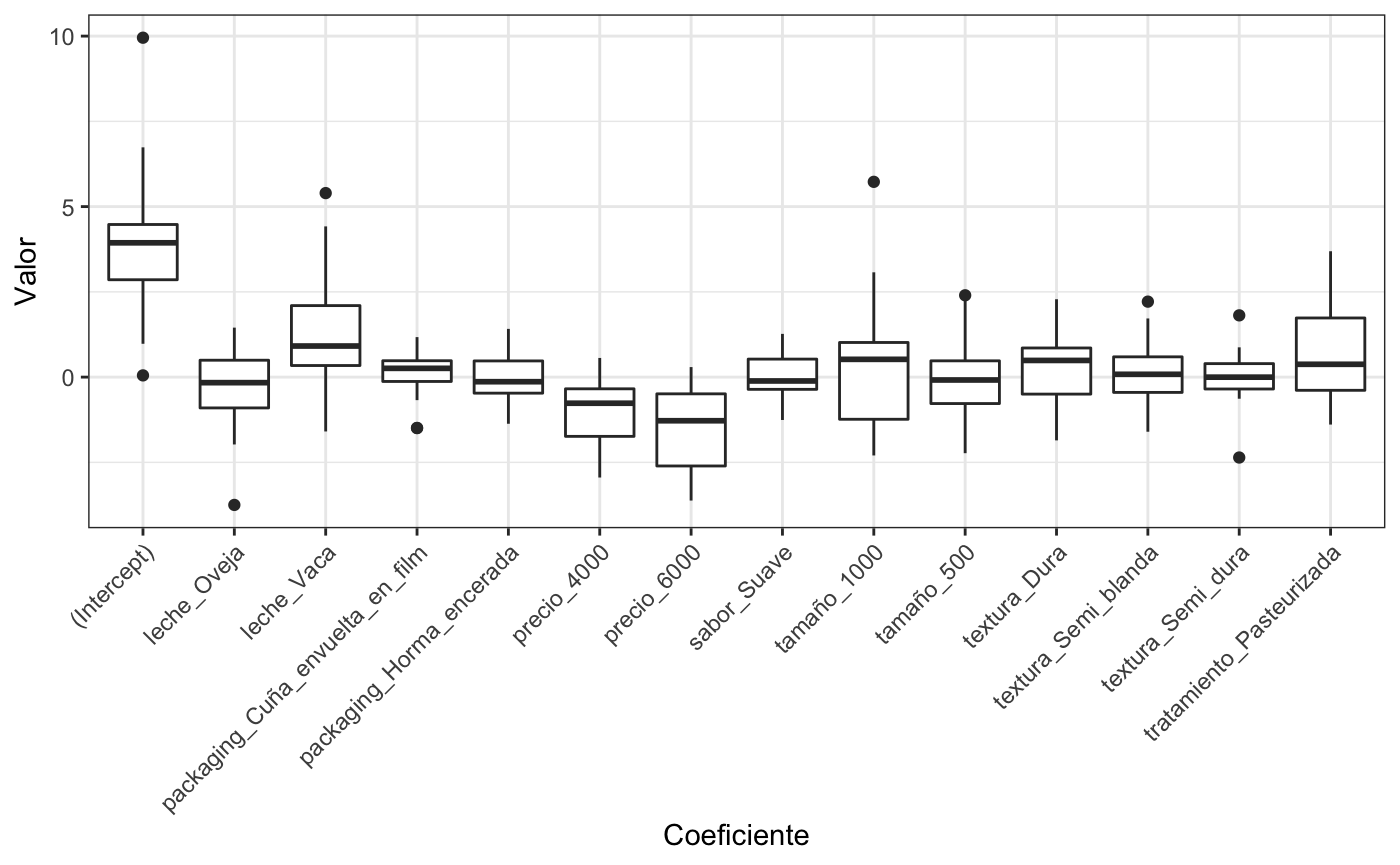 10
5
0
Valor
(Intercept)
leche_Oveja
leche_Vaca
packaging_Cuña_envuelta_en_film
packaging_Horma_encerada
precio_4000
precio_6000
sabor_Suave
tamaño_1000
tamaño_500
textura_Dura
textura_Semi_blanda
textura_Semi_dura
tratamiento_Pasteurizada
Coeficiente